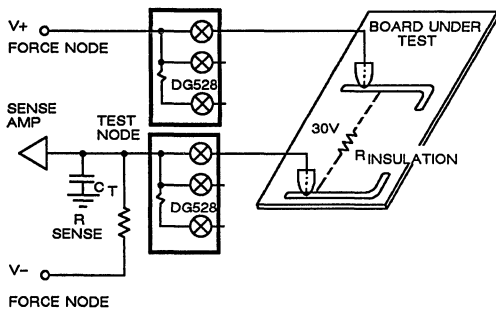 V+
FORCE NODE
DG528
BOARD UNDER
TEST
SENSE
AMP
TEST
NODE
30V
RINSULATION
CT
R
SENSE
DG528
V−
FORCE NODE